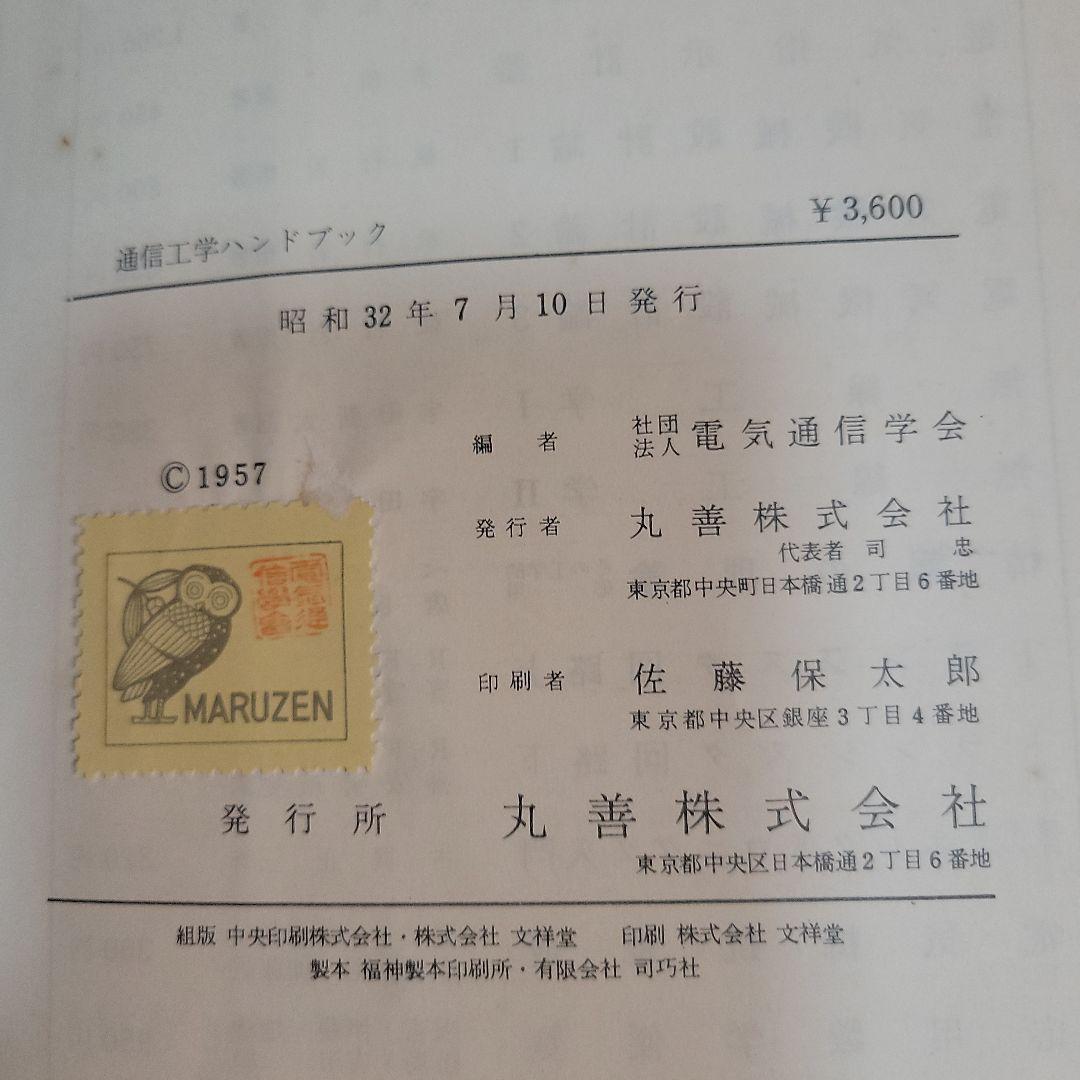 通信工学ハンドブック ¥3,600
昭和32年7月10日発行
©1957
編者 社団法人 電気通信学会
発行者 丸善株式会社
代表者 司 忠
東京都中央町日本橋通2丁目6番地
印刷者 佐藤保太郎
東京都中央区銀座3丁目4番地
MARUZEN
発行所 丸善株式会社
東京都中央区日本橋通2丁目6番地
組版 中央印刷株式会社・株式会社 文祥堂 印刷 株式会社 文祥堂
製本 福神製本印刷所・有限会社 司巧社